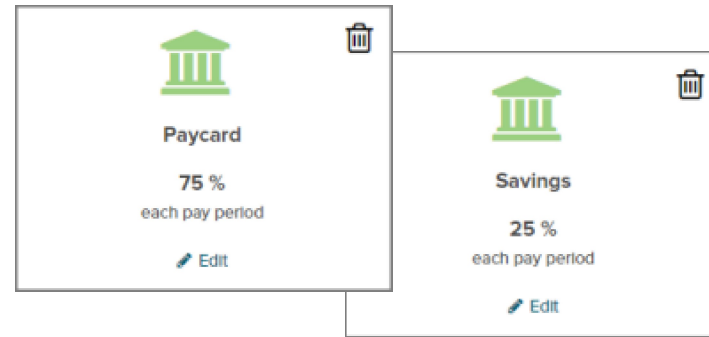 Paycard
75 %
each pay period
Edit
Savings
25 %
each pay period
Edit